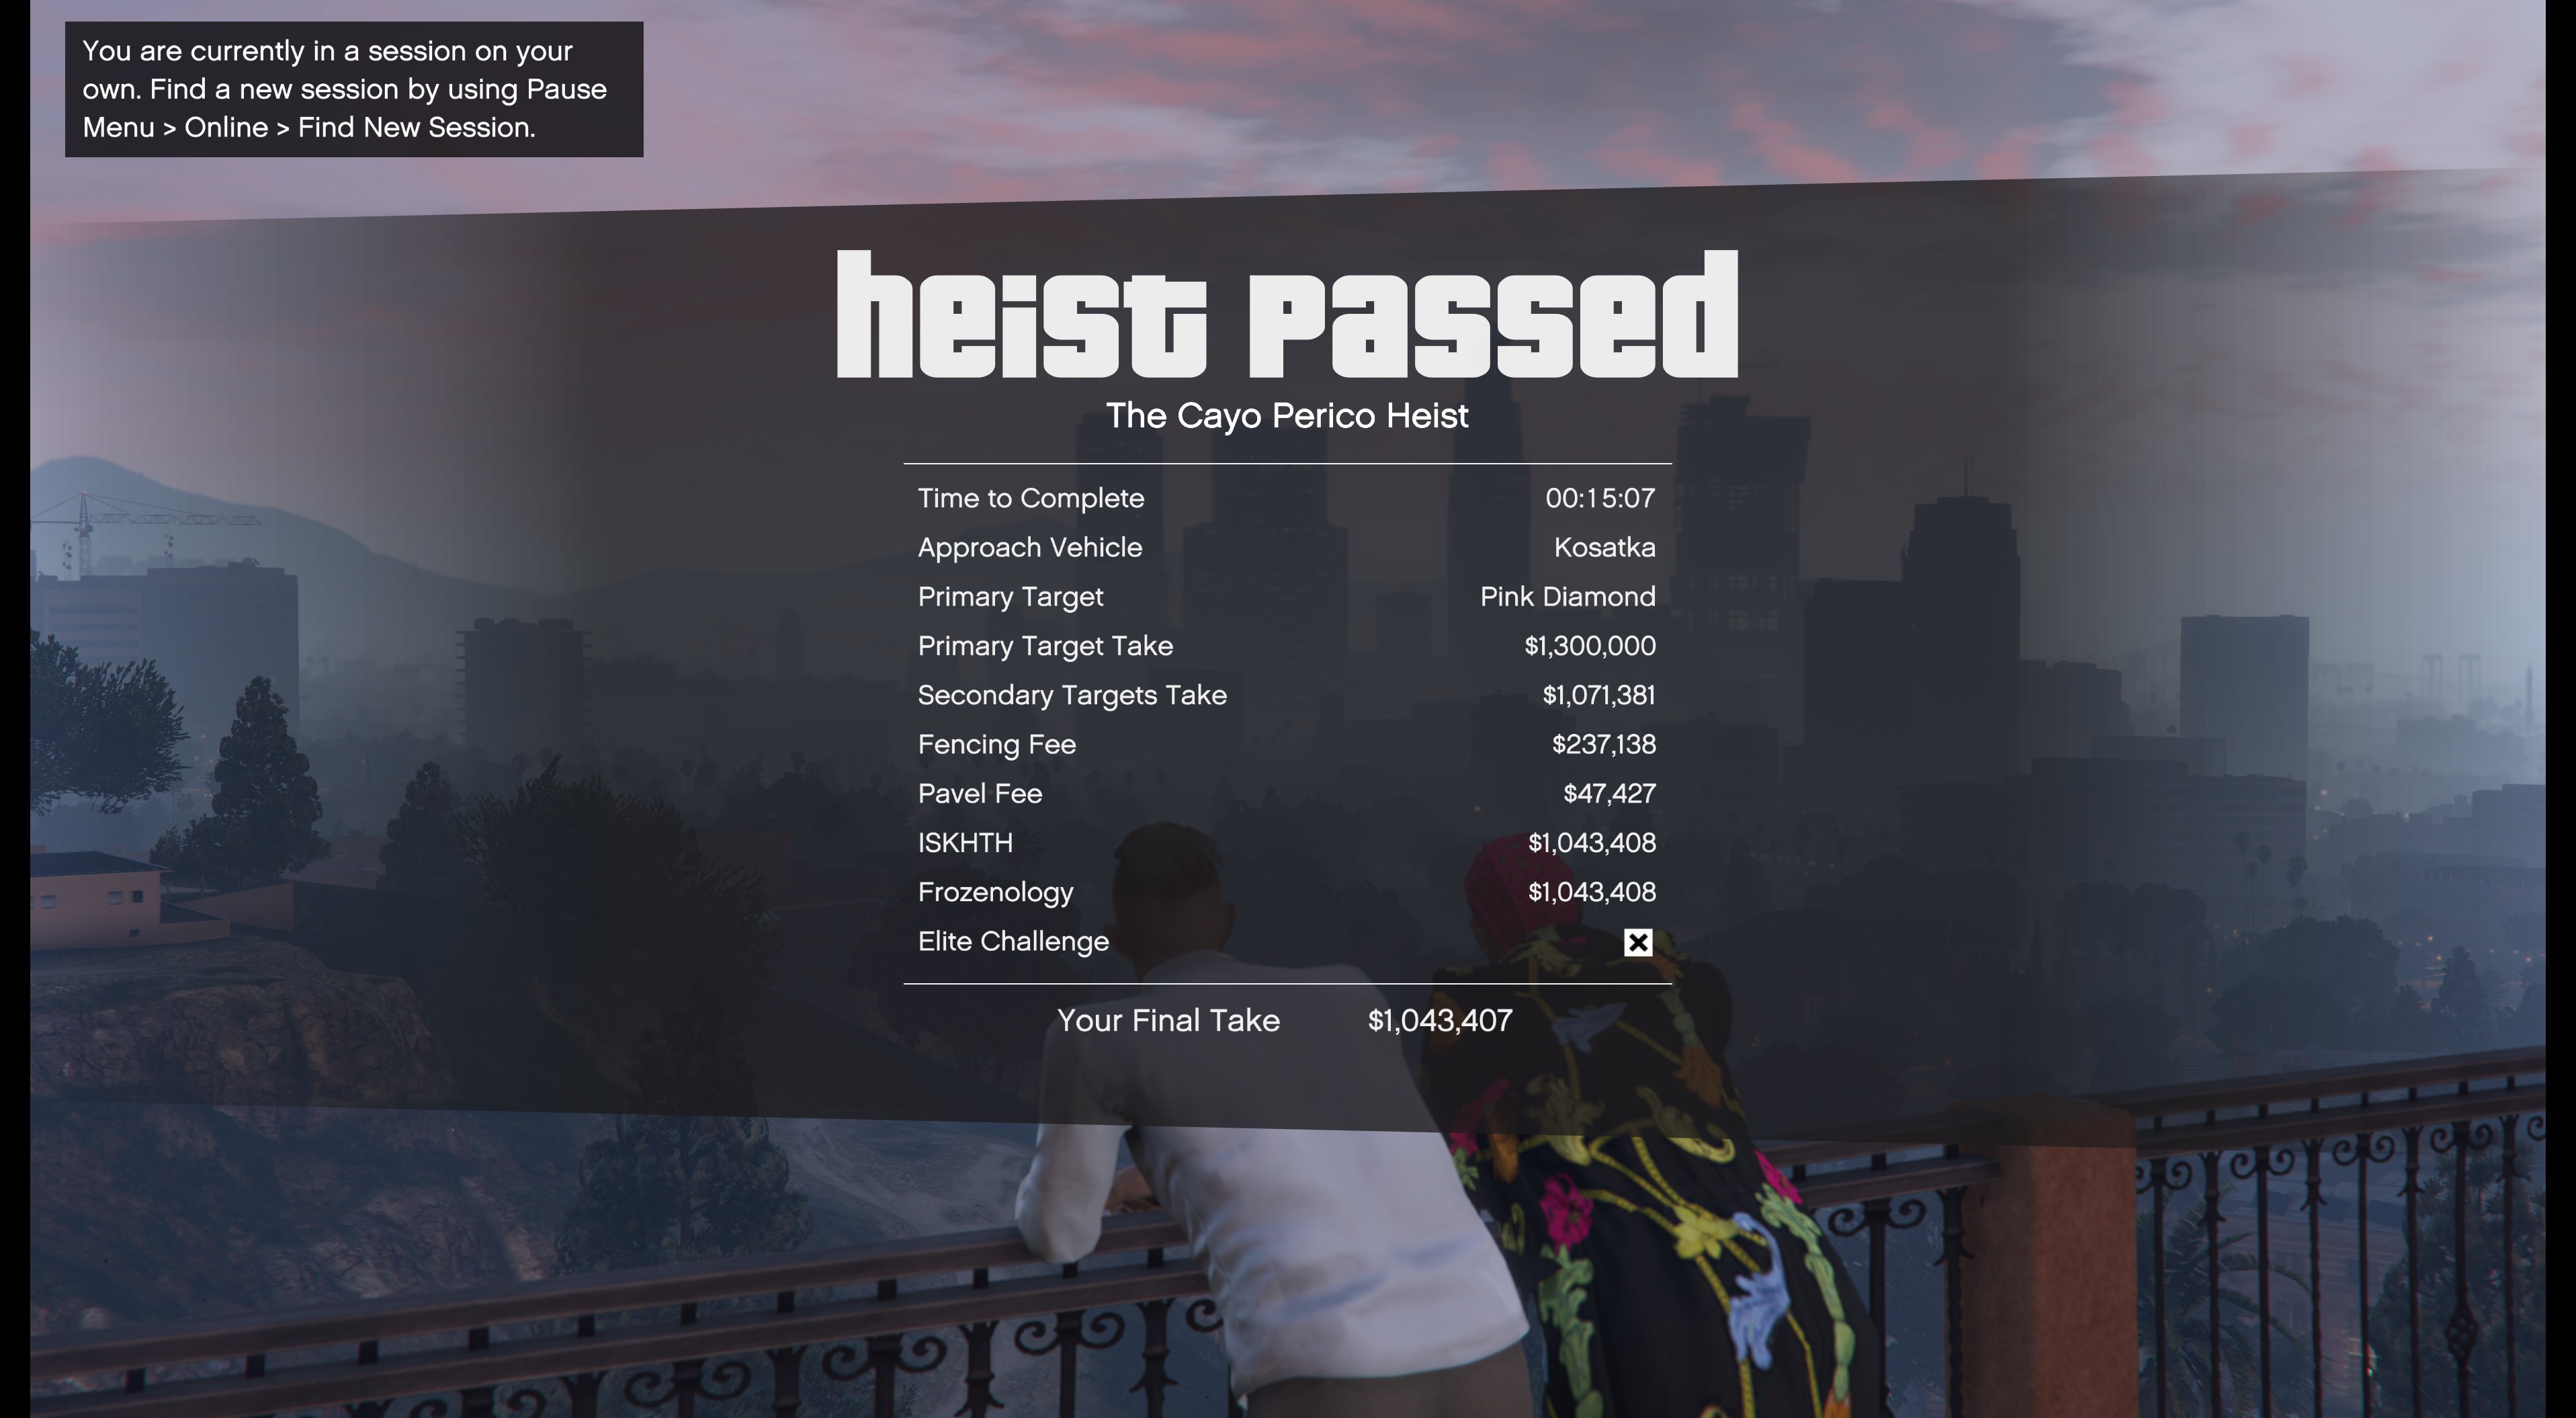 You are currently in a session on your
own. Find a new session by using Pause
Menu > Online > Find New Session.
heist passed
The Cayo Perico Heist
Time to Complete 00:15:07
Approach Vehicle Kosatka
Primary Target Pink Diamond
Primary Target Take $1,300,000
Secondary Targets Take $1,071,381
Fencing Fee $237,138
Pavel Fee $47,427
ISKHTH $1,043,408
Frozenology $1,043,408
Elite Challenge
Your Final Take $1,043,407